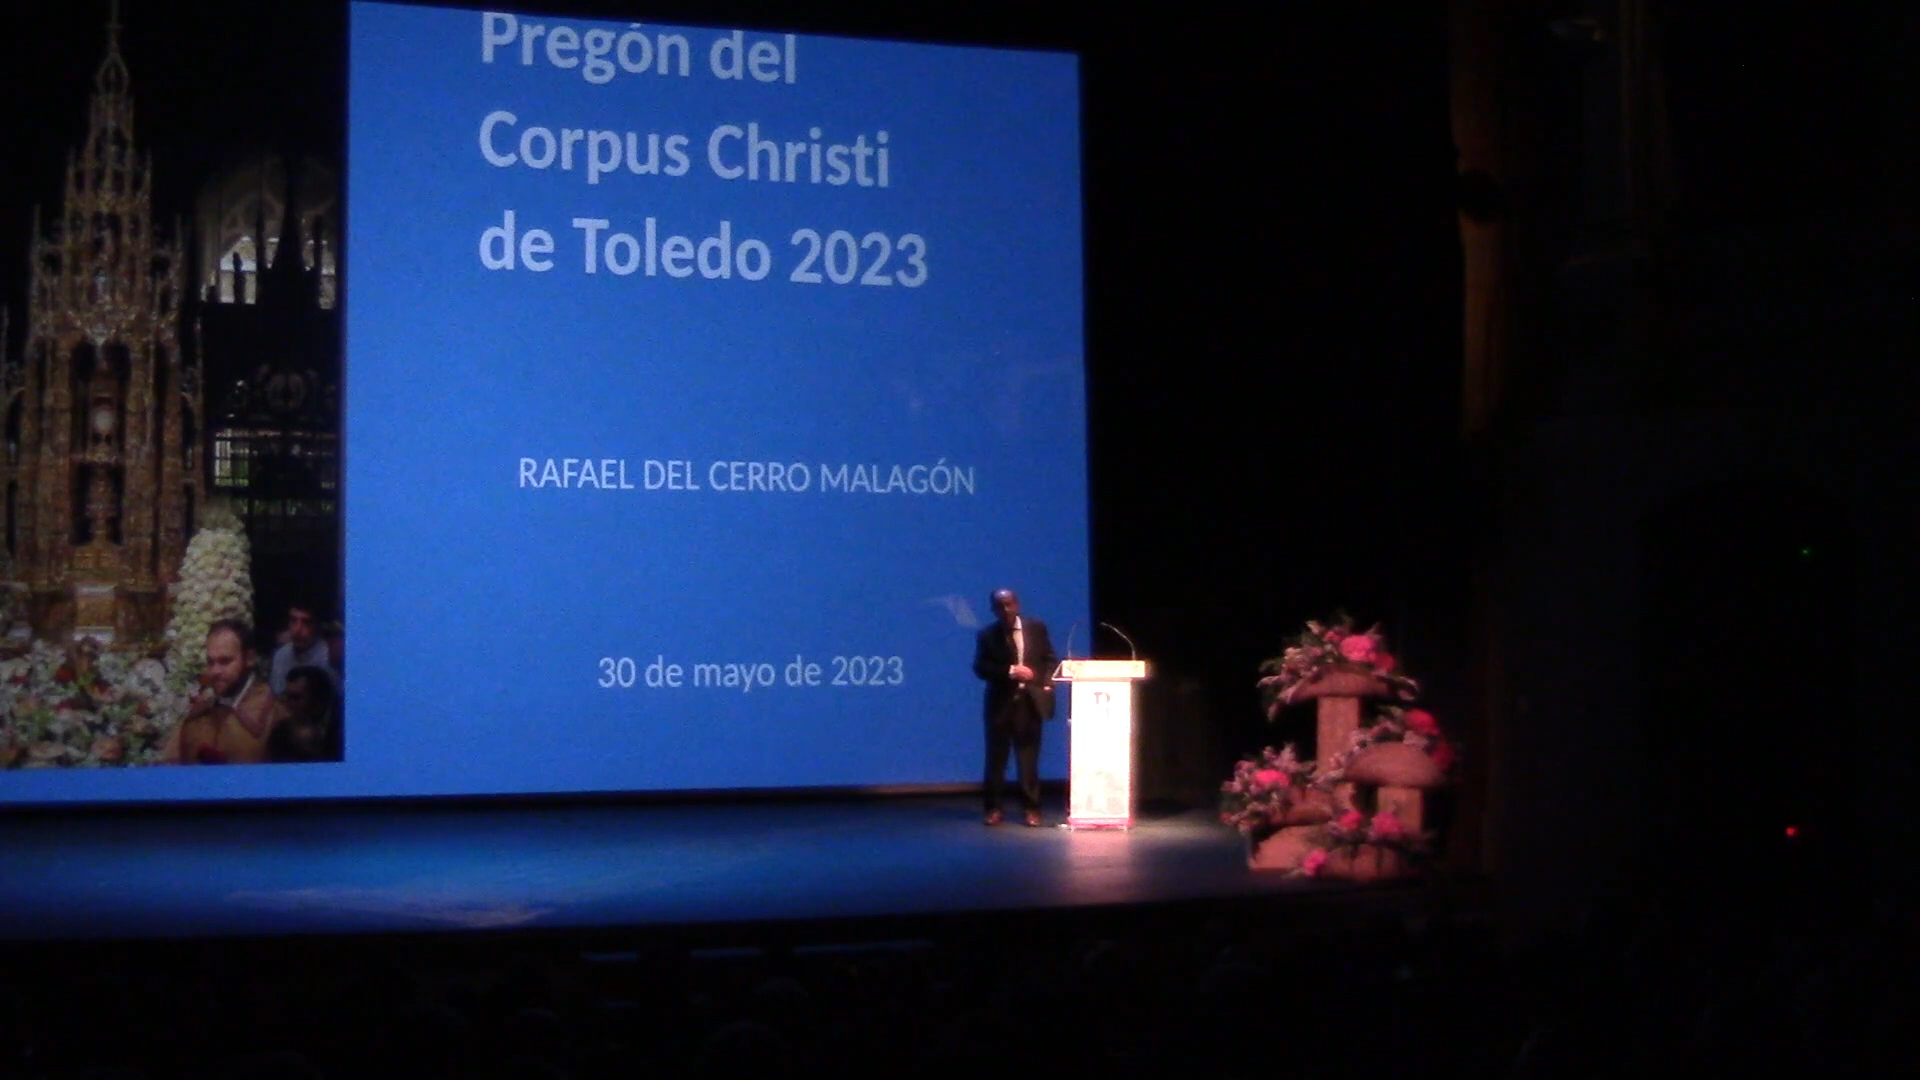 Pregón del
Corpus Christi
de Toledo 2023
RAFAEL DEL CERRO MALAGÓN
30 de mayo de 2023